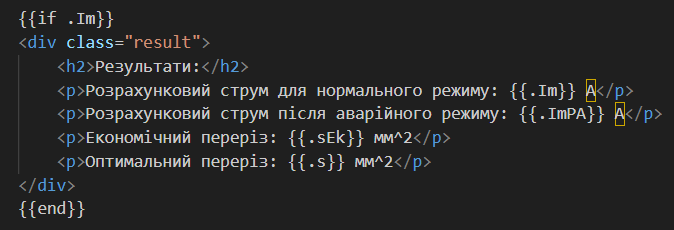 {{if .Im}}
<div class="result">
<h2>Результати:</h2>
<p>Розрахунковий струм для нормального режиму: {{.Im}} А</p>
<p>Розрахунковий струм після аварійного режиму: {{.ImPA}} А</p>
<p>Економічний переріз: {{.sEk}} мм^2</p>
<p>Оптимальний переріз: {{.s}} мм^2</p>
</div>
{{end}}